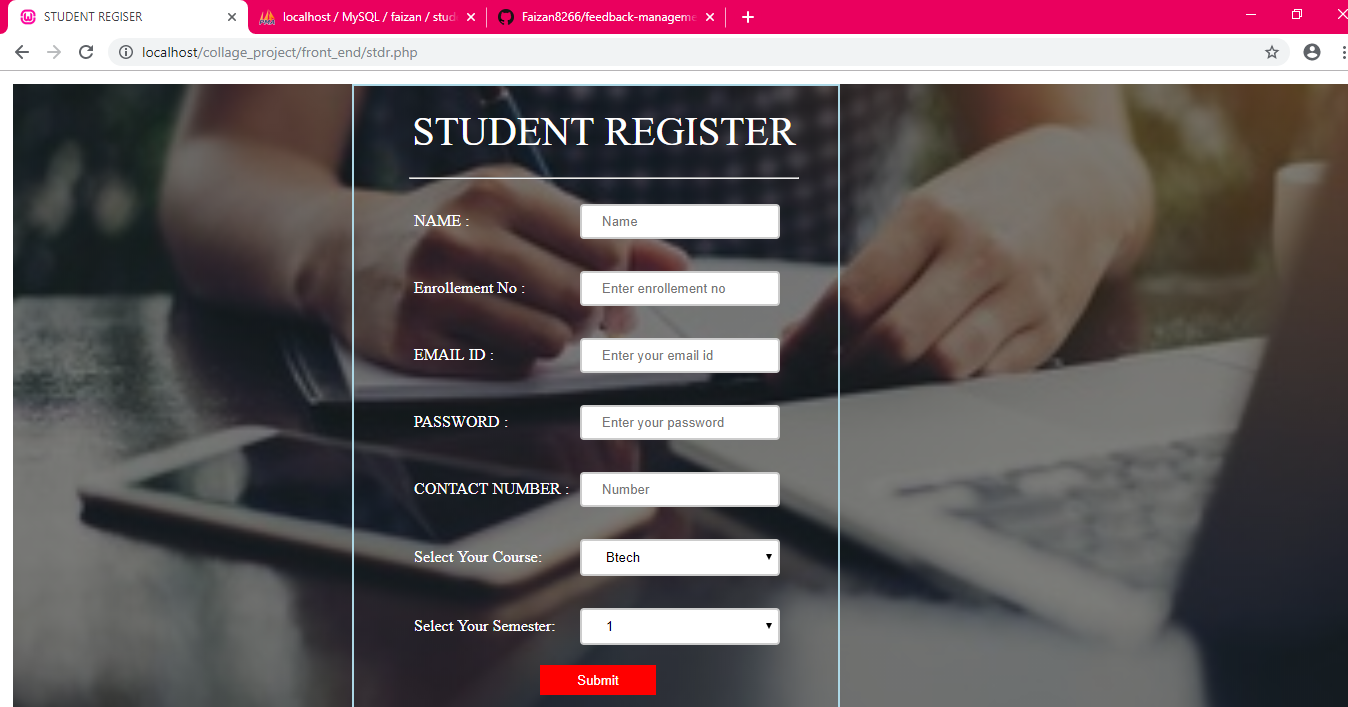 STUDENT REGISER
localhost / MySQL / faizan / stud
Faizan8266/feedback-manageme
localhost/collage_project/front_end/stdr.php
STUDENT REGISTER
NAME : Name
Enrollement No : Enter enrollement no
EMAIL ID : Enter your email id
PASSWORD : Enter your password
CONTACT NUMBER : Number
Select Your Course: Btech
Select Your Semester: 1
Submit